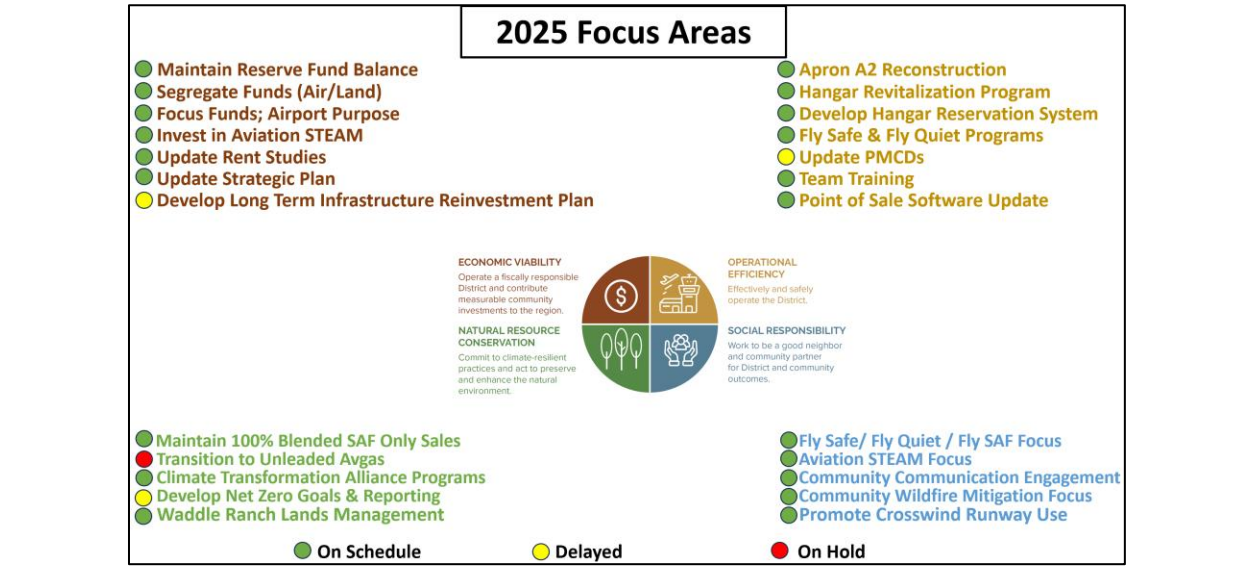 2025 Focus Areas
Maintain Reserve Fund Balance
Segregate Funds (Air/Land)
Focus Funds; Airport Purpose
Invest in Aviation STEAM
Update Rent Studies
Update Strategic Plan
Develop Long Term Infrastructure Reinvestment Plan
Apron A2 Reconstruction
Hangar Revitalization Program
Develop Hangar Reservation System
Fly Safe & Fly Quiet Programs
Update PMCDs
Team Training
Point of Sale Software Update
ECONOMIC VIABILITY
Operate a fiscally responsible
District and contribute
measurable community
investments to the region.
OPERATIONAL
EFFICIENCY
Effectively and safely
operate the District.
$
NATURAL RESOURCE
CONSERVATION
Commit to climate-resilient
practices and act to preserve
and enhance the natural
environment.
SOCIAL RESPONSIBILITY
Work to be a good neighbor
and community partner
for District and community
outcomes.
Maintain 100% Blended SAF Only Sales
Transition to Unleaded Avgas
Climate Transformation Alliance Programs
Develop Net Zero Goals & Reporting
Waddle Ranch Lands Management
Fly Safe/ Fly Quiet / Fly SAF Focus
Aviation STEAM Focus
Community Communication Engagement
Community Wildfire Mitigation Focus
Promote Crosswind Runway Use
On Schedule
Delayed
On Hold